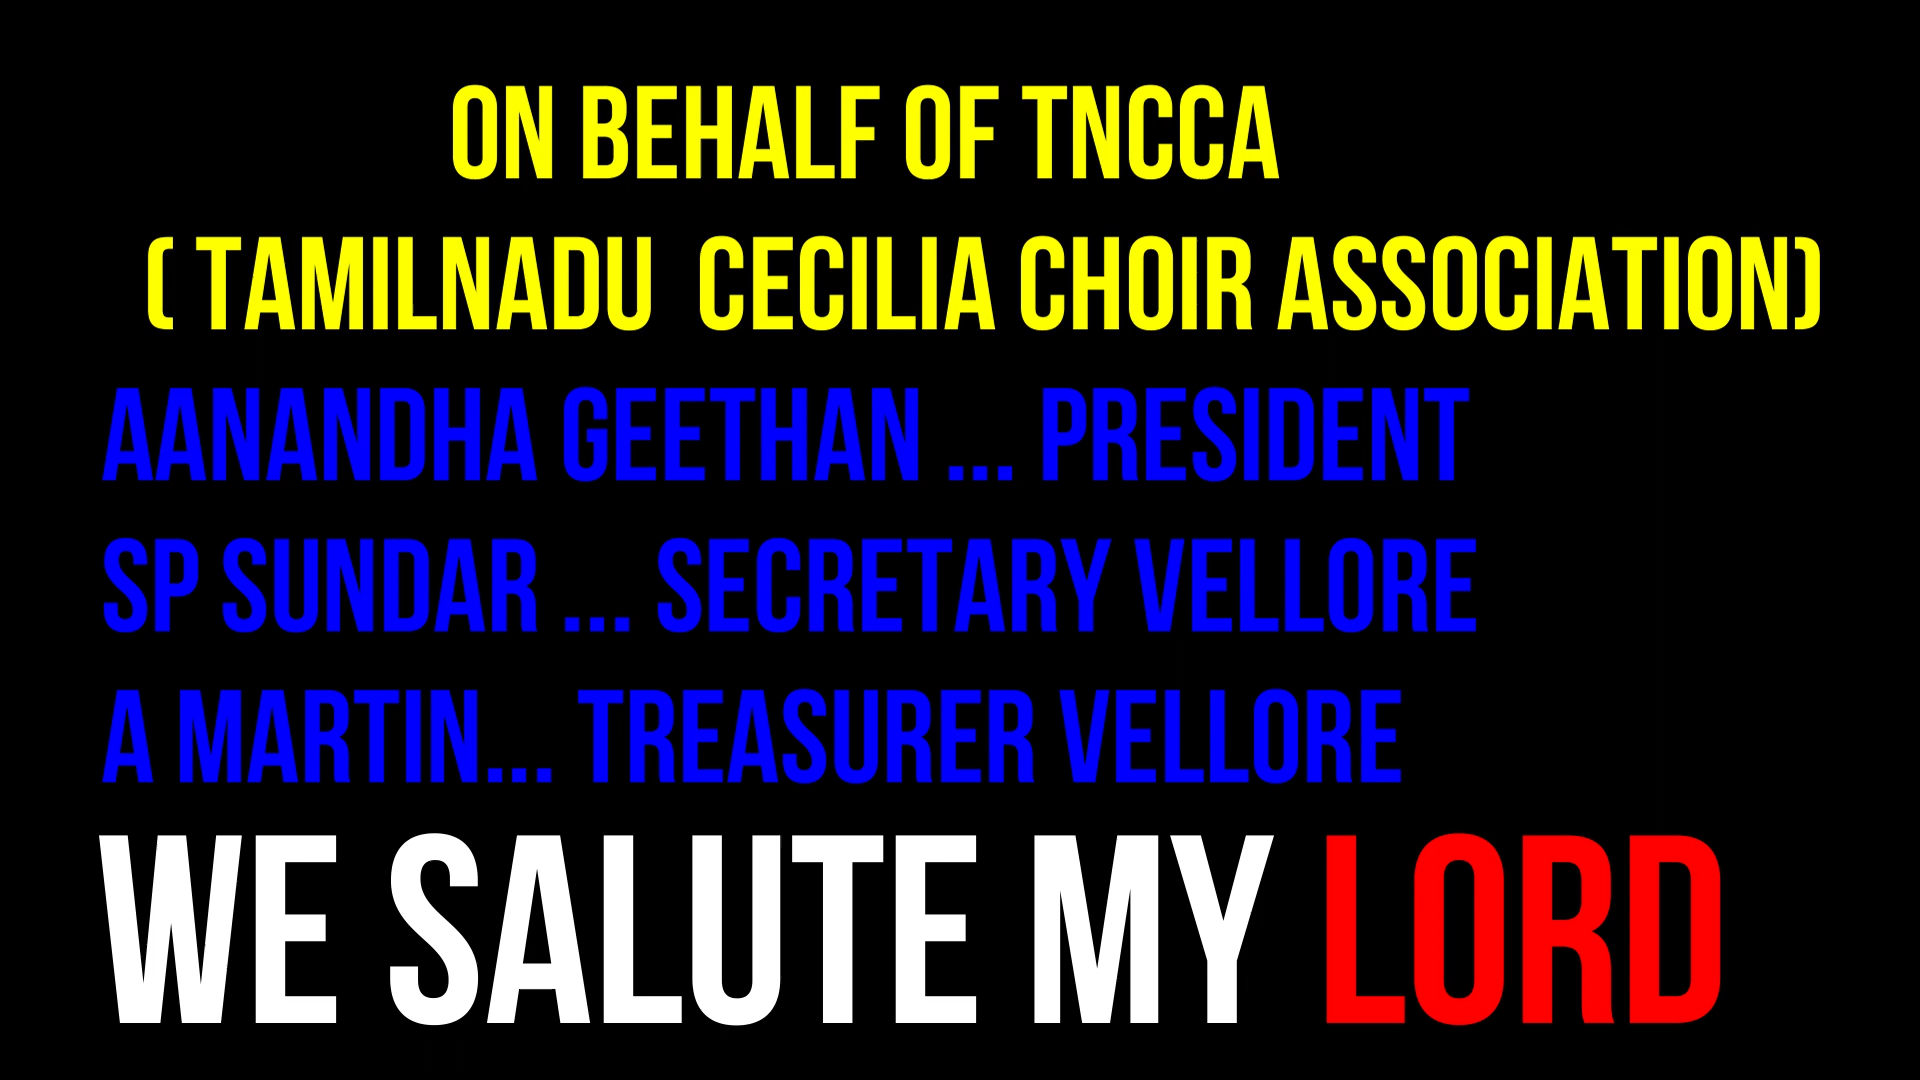 ON BEHALF OF TNCCA
( TAMILNADU CECILIA CHOIR ASSOCIATION)
AANANDHA GEETHAN ... PRESIDENT
SP SUNDAR ... SECRETARY VELLORE
A MARTIN... TREASURER VELLORE
WE SALUTE MY LORD